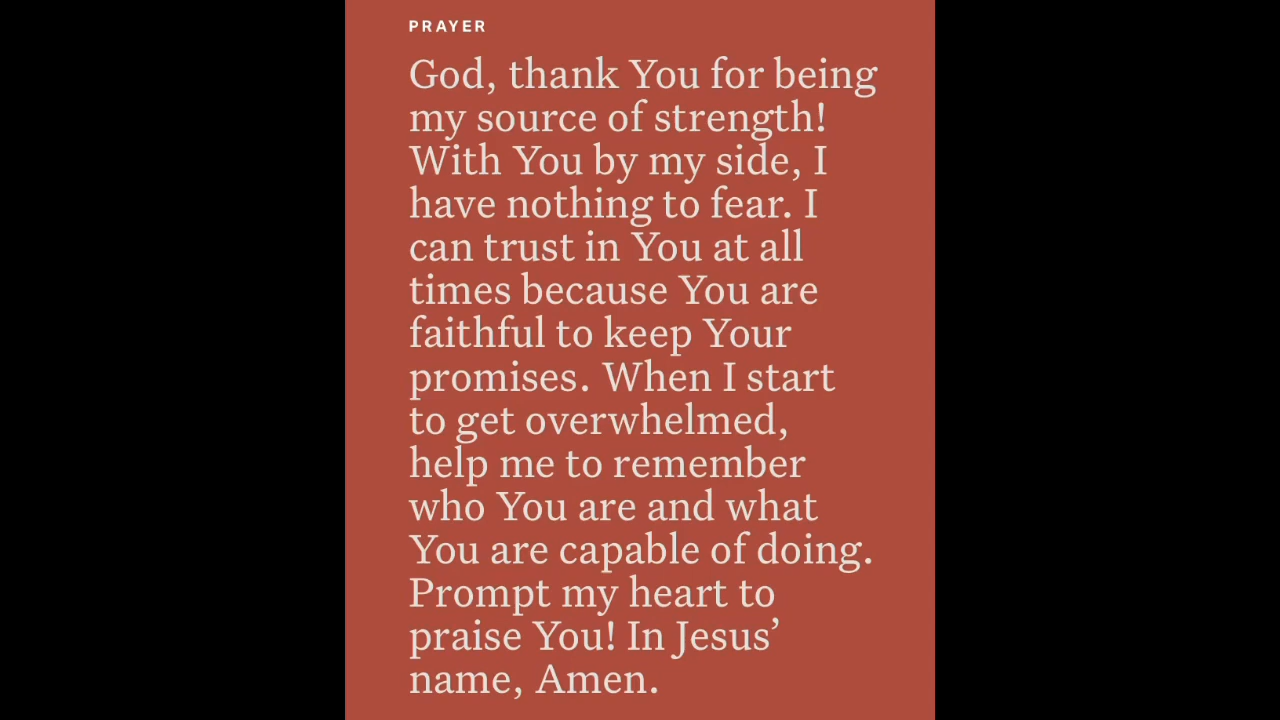 PRAYER
God, thank You for being
my source of strength!
With You by my side, I
have nothing to fear. I
can trust in You at all
times because You are
faithful to keep Your
promises. When I start
to get overwhelmed,
help me to remember
who You are and what
You are capable of doing.
Prompt my heart to
praise You! In Jesus’
name, Amen.